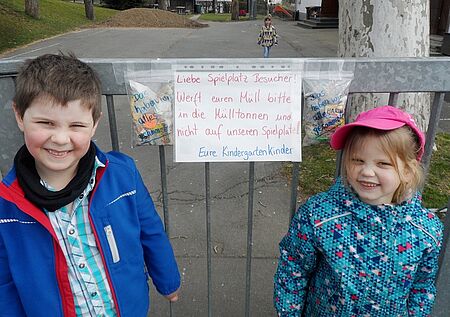 Liebe Spielplatz Besucher!
Werft euren Müll bitte
in die Mülltonnen und
nicht auf unseren Spielplatz!
Eure Kindergartenkinder